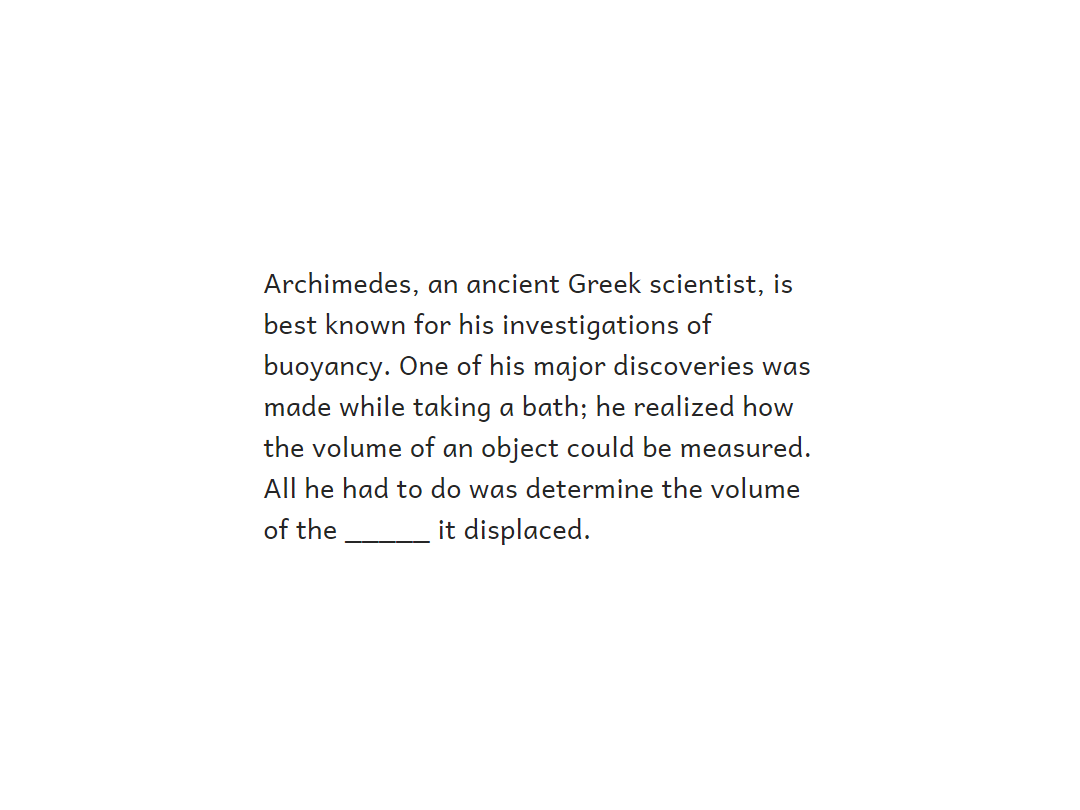 Archimedes, an ancient Greek scientist, is
best known for his investigations of
buoyancy. One of his major discoveries was
made while taking a bath; he realized how
the volume of an object could be measured.
All he had to do was determine the volume
of the _____ it displaced.